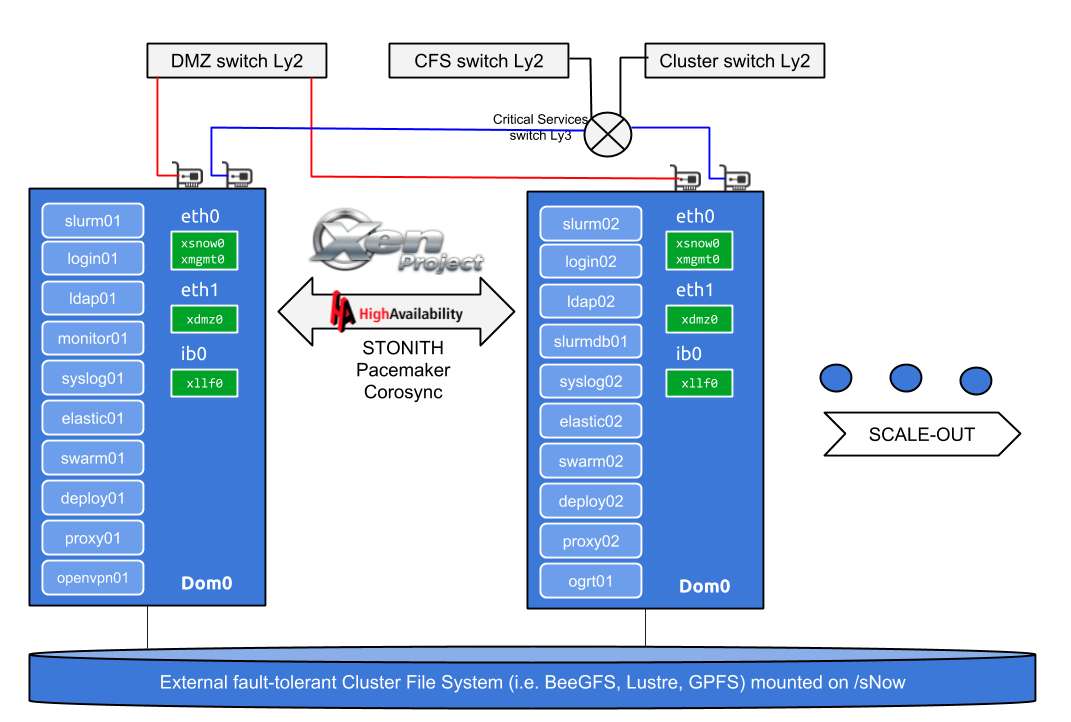 DMZ switch Ly2
CFS switch Ly2
Cluster switch Ly2
Critical Services
switch Ly3
slurm01
login01
ldap01
monitor01
syslog01
elastic01
swarm01
deploy01
proxy01
openvpn01
eth0
xsnow0
xmgmt0
eth1
xdmz0
ib0
xllf0
Dom0
Xen
Project
HA HighAvailability
STONITH
Pacemaker
Corosync
slurm02
login02
ldap02
slurmdb01
syslog02
elastic02
swarm02
deploy02
proxy02
ogrt01
eth0
xsnow0
xmgmt0
eth1
xdmz0
ib0
xllf0
Dom0
SCALE-OUT
External fault-tolerant Cluster File System (i.e. BeeGFS, Lustre, GPFS) mounted on /sNow